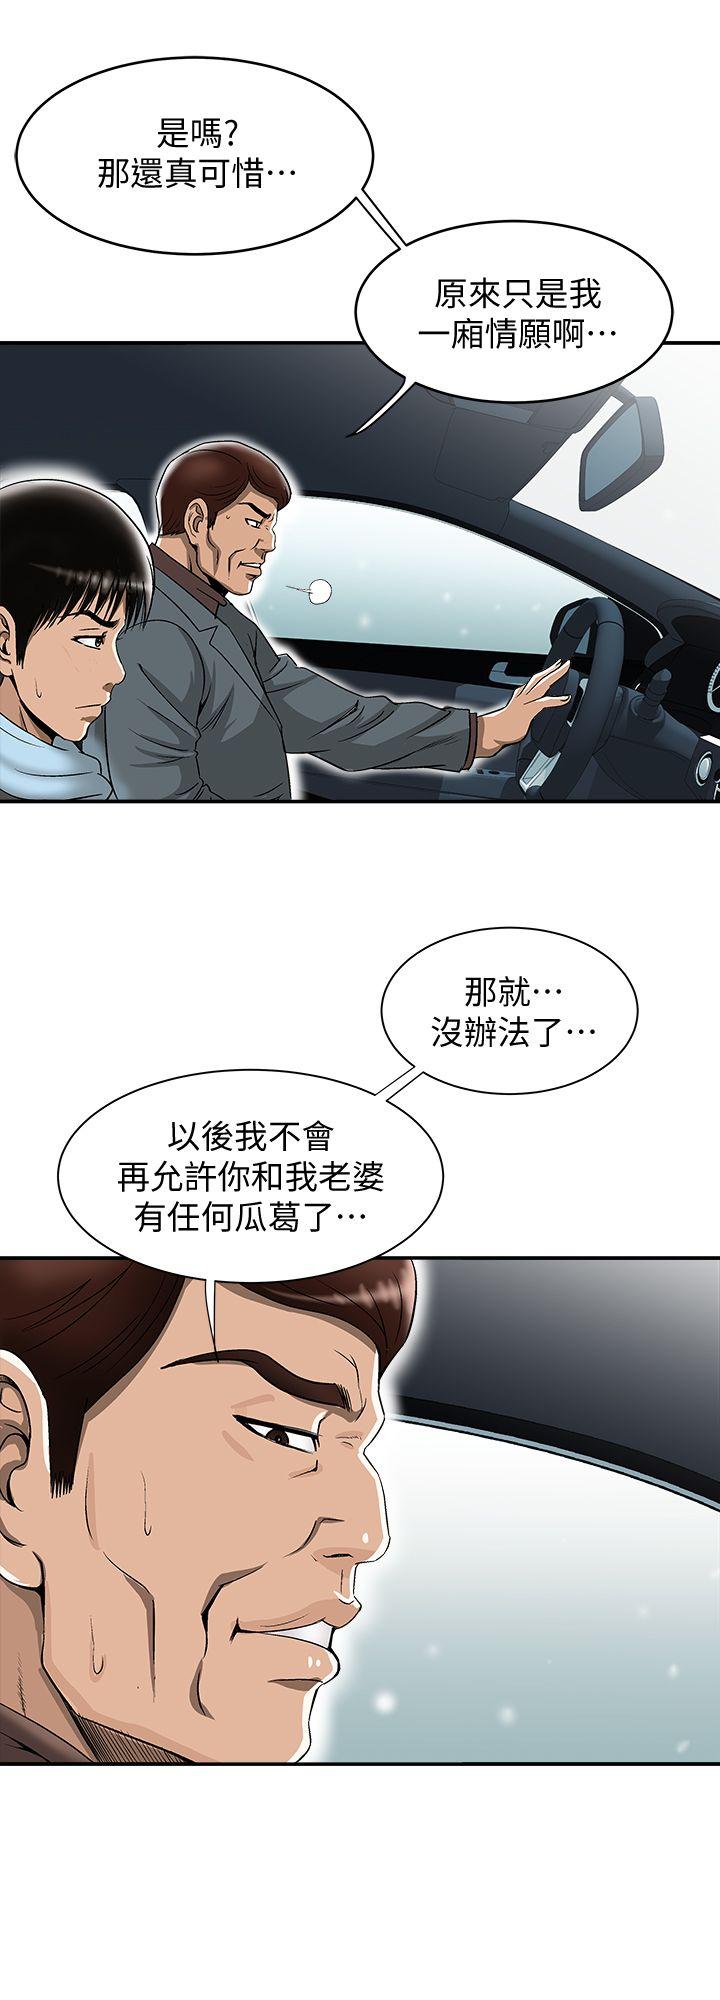 是嗎?
那還真可惜⋯
原來只是我
一廂情願啊⋯
那就⋯
沒辦法了⋯
以後我不會
再允許你和我老婆
有任何瓜葛了⋯